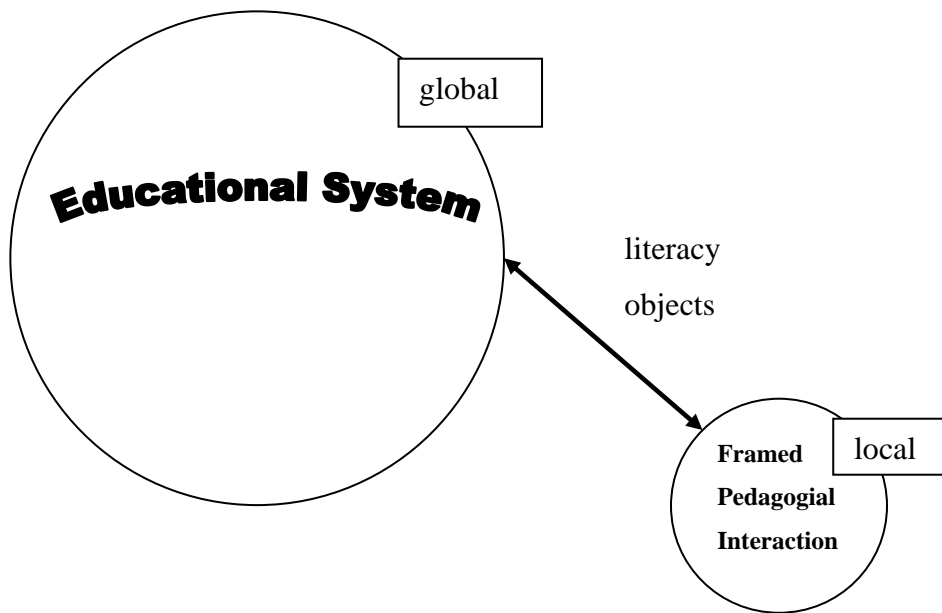 global
Educational System
literacy
objects
local
Framed
Pedagogial
Interaction